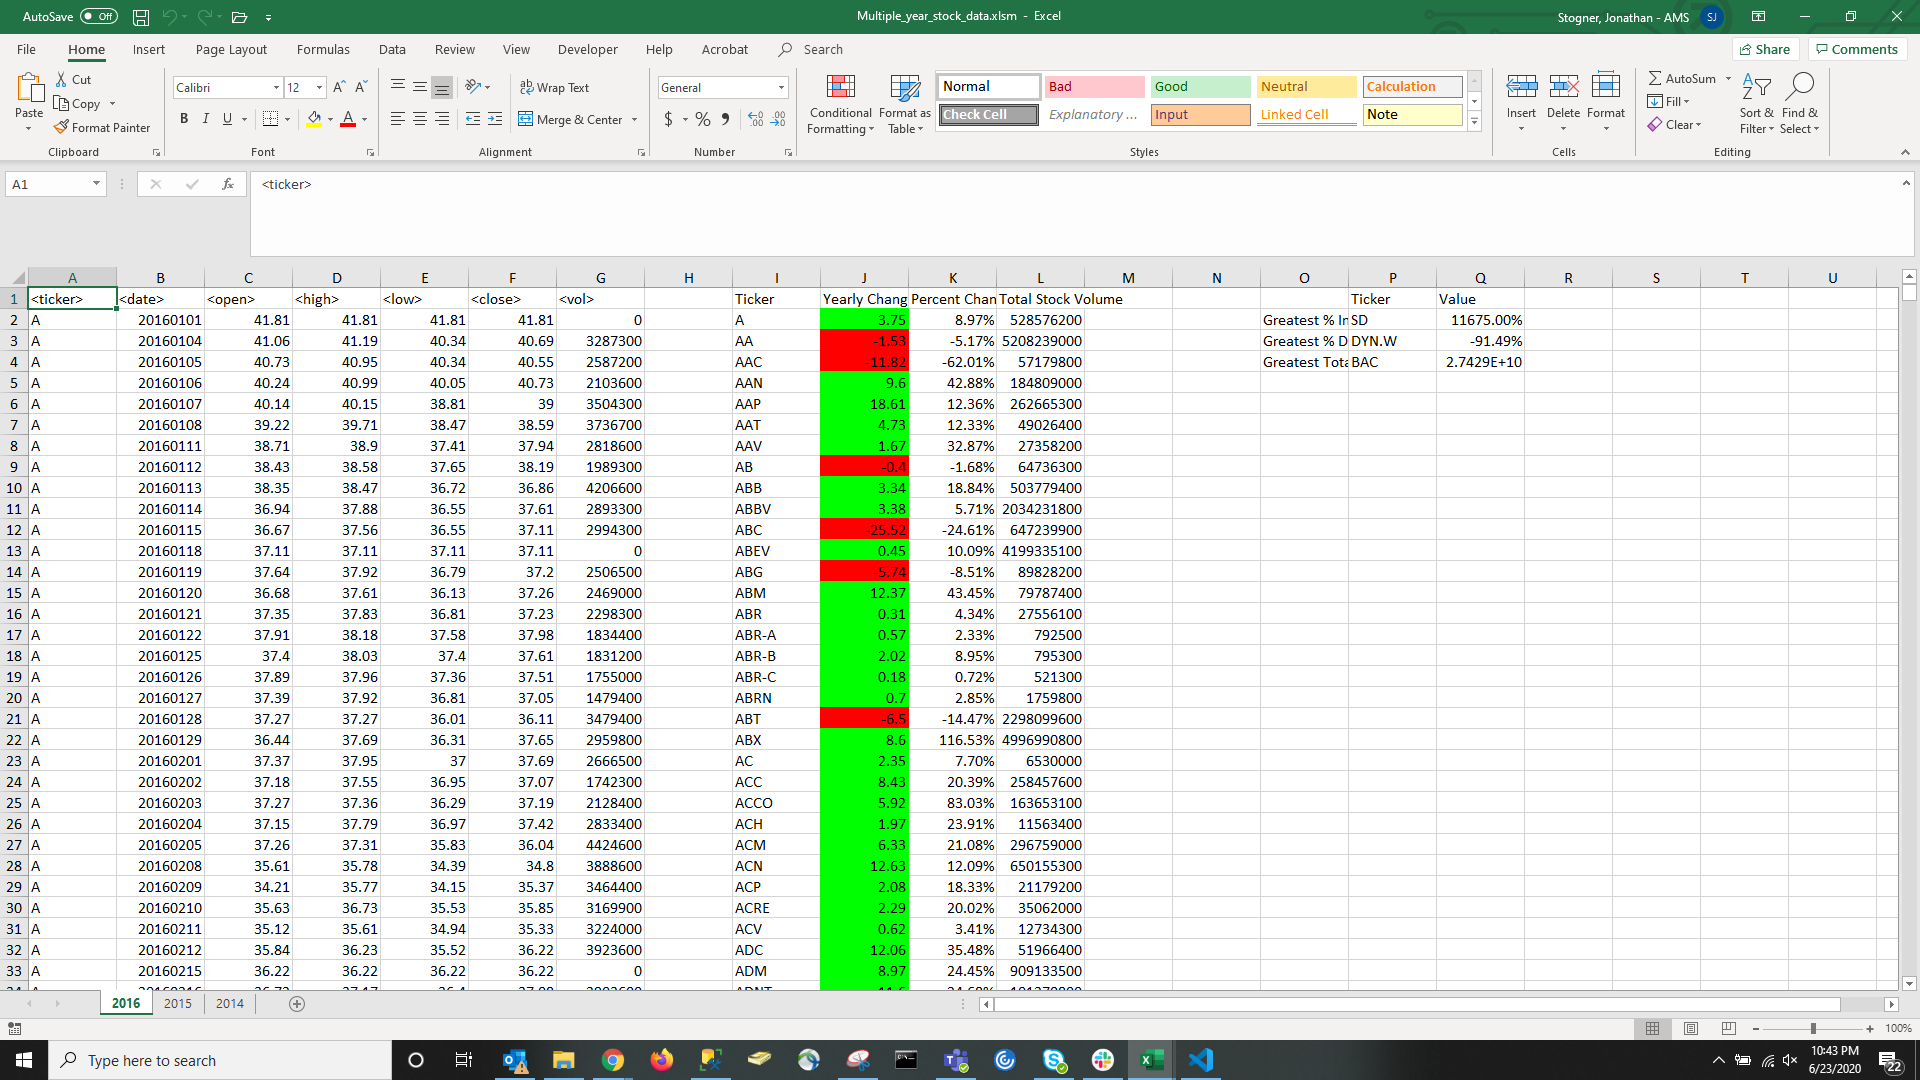 AutoSave Off Multiple_year_stock_data.xlsm - Excel Stogner, Jonathan - AMS SJ
File Home Insert Page Layout Formulas Data Review View Developer Help Acrobat Search Share Comments
Paste Cut Copy Format Painter Clipboard
Calibri 12 B I U A Font
Wrap Text Merge & Center Alignment
General $ % Number
Conditional Formatting Format as Table
Normal Bad Good Neutral Calculation
Check Cell Explanatory ... Input Linked Cell Note
Styles
Insert Delete Format Cells
AutoSum Fill Clear Sort & Filter Find & Select Editing
A1 fx <ticker>
A B C D E F G H I J K L M N O P Q R S T U
1 <ticker> <date> <open> <high> <low> <close> <vol> Ticker Yearly Chang Percent Chan Total Stock Volume Ticker Value
2 A 20160101 41.81 41.81 41.81 41.81 0 A 3.75 8.97% 528576200 Greatest % In SD 11675.00%
3 A 20160104 41.06 41.19 40.34 40.69 3287300 AA -1.53 -5.17% 5208239000 Greatest % D DYN.W -91.49%
4 A 20160105 40.73 40.95 40.34 40.55 2587200 AAC -11.82 -62.01% 57179800 Greatest Tota BAC 2.7429E+10
5 A 20160106 40.24 40.99 40.05 40.73 2103600 AAN 9.6 42.88% 184809000
6 A 20160107 40.14 40.15 38.81 39 3504300 AAP 18.61 12.36% 262665300
7 A 20160108 39.22 39.71 38.47 38.59 3736700 AAT 4.73 12.33% 49026400
8 A 20160111 38.71 38.9 37.41 37.94 2818600 AAV 1.67 32.87% 27358200
9 A 20160112 38.43 38.58 37.65 38.19 1989300 AB -0.4 -1.68% 64736300
10 A 20160113 38.35 38.47 36.72 36.86 4206600 ABB 3.34 18.84% 503779400
11 A 20160114 36.94 37.88 36.55 37.61 2893300 ABBV 3.38 5.71% 2034231800
12 A 20160115 36.67 37.56 36.55 37.11 2994300 ABC -25.52 -24.61% 647239900
13 A 20160118 37.11 37.11 37.11 37.11 0 ABEV 0.45 10.09% 4199335100
14 A 20160119 37.64 37.92 36.79 37.2 2506500 ABG -5.74 -8.51% 89828200
15 A 20160120 36.68 37.61 36.13 37.26 2469000 ABM 12.37 43.45% 79787400
16 A 20160121 37.35 37.83 36.81 37.23 2298300 ABR 0.31 4.34% 27556100
17 A 20160122 37.91 38.18 37.58 37.98 1834400 ABR-A 0.57 2.33% 792500
18 A 20160125 37.4 38.03 37.4 37.61 1831200 ABR-B 2.02 8.95% 795300
19 A 20160126 37.89 37.96 37.36 37.51 1755000 ABR-C 0.18 0.72% 521300
20 A 20160127 37.39 37.92 36.81 37.05 1479400 ABRN 0.7 2.85% 1759800
21 A 20160128 37.27 37.27 36.01 36.11 3479400 ABT -6.5 -14.47% 2298099600
22 A 20160129 36.44 37.69 36.31 37.65 2959800 ABX 8.6 116.53% 4996990800
23 A 20160201 37.37 37.95 37 37.69 2666500 AC 2.35 7.70% 6530000
24 A 20160202 37.18 37.55 36.95 37.07 1742300 ACC 8.43 20.39% 258457600
25 A 20160203 37.27 37.36 36.29 37.19 2128400 ACCO 5.92 83.03% 163653100
26 A 20160204 37.15 37.79 36.97 37.42 2833400 ACH 1.97 23.91% 11563400
27 A 20160205 37.26 37.31 35.83 36.04 4424600 ACM 6.33 21.08% 296759000
28 A 20160208 35.61 35.78 34.39 34.8 3888600 ACN 12.63 12.09% 650155300
29 A 20160209 34.21 35.77 34.15 35.37 3464400 ACP 2.08 18.33% 21179200
30 A 20160210 35.63 36.73 35.53 35.85 3169900 ACRE 2.29 20.02% 35062000
31 A 20160211 35.12 35.61 34.94 35.33 3224000 ACV 0.62 3.41% 12734300
32 A 20160212 35.84 36.23 35.52 36.22 3923600 ADC 12.06 35.48% 51966400
33 A 20160215 36.22 36.22 36.22 36.22 0 ADM 8.97 24.45% 909133500
2016 2015 2014
100%
Type here to search
10:43 PM
6/23/2020
22